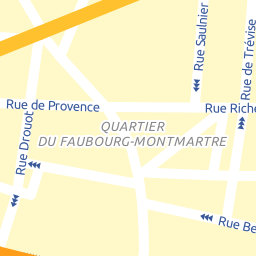 Rue Saulnier
Rue de Trévise
Rue de Provence
Rue Riche
QUARTIER
DU FAUBOURG-MONTMARTRE
Rue Drouot
Rue Be